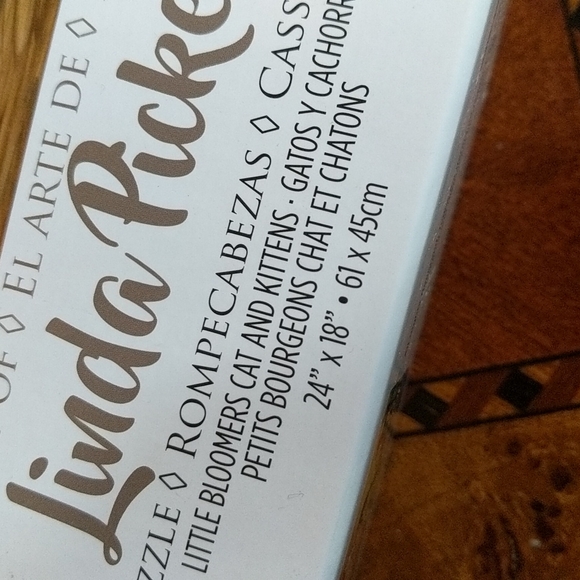 OF ◊ EL ARTE DE ◊
Linda Picke
ZZLE ◊ ROMPECABEZAS ◊ CASS
LITTLE BLOOMERS CAT AND KITTENS · GATOS Y CACHORR
PETITS BOURGEONS CHAT ET CHATONS
24” X 18” • 61 X 45cm